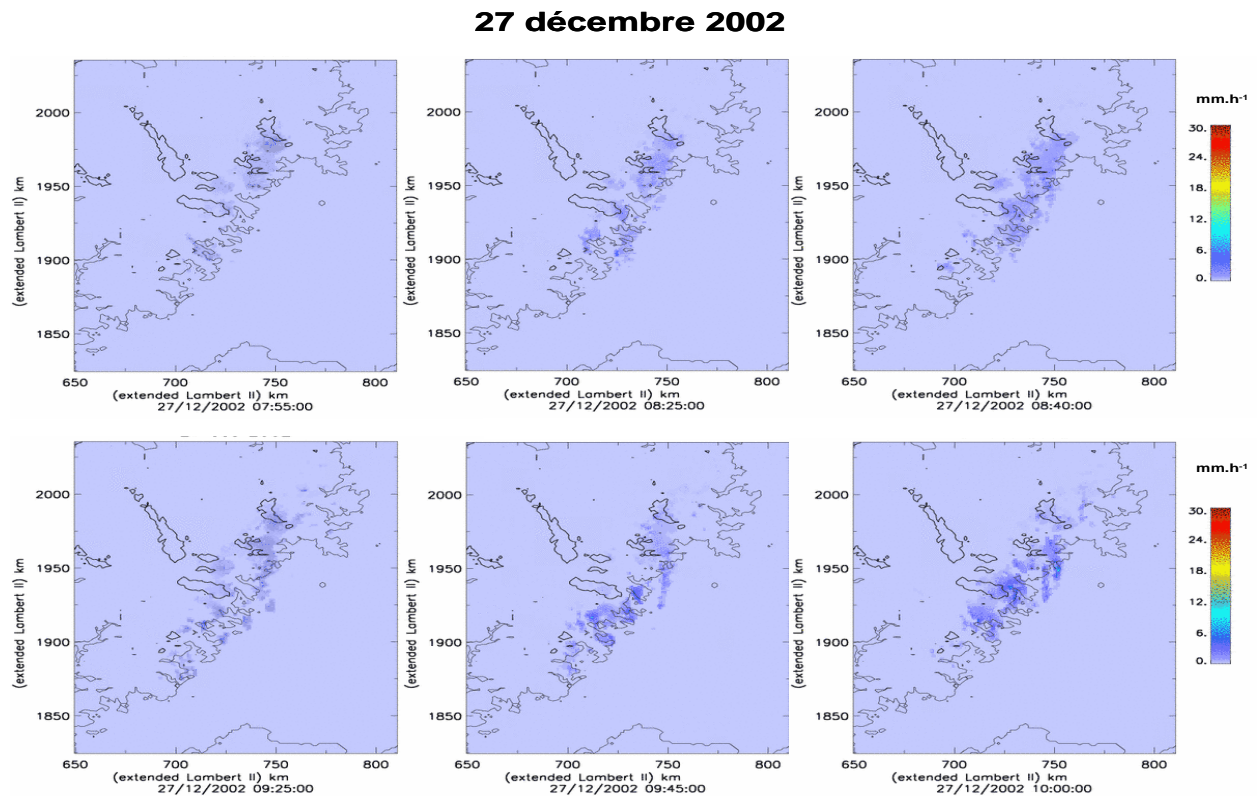 27 décembre 2002
mm.h-1
2000
1950
1900
1850
(extended Lambert II) km
650 700 750 800
(extended Lambert II) km
27/12/2002 07:55:00
2000
1950
1900
1850
(extended Lambert II) km
650 700 750 800
(extended Lambert II) km
27/12/2002 08:25:00
2000
1950
1900
1850
(extended Lambert II) km
650 700 750 800
(extended Lambert II) km
27/12/2002 08:40:00
30.
24.
18.
12.
6.
0.
mm.h-1
2000
1950
1900
1850
(extended Lambert II) km
650 700 750 800
(extended Lambert II) km
27/12/2002 09:25:00
2000
1950
1900
1850
(extended Lambert II) km
650 700 750 800
(extended Lambert II) km
27/12/2002 09:45:00
2000
1950
1900
1850
(extended Lambert II) km
650 700 750 800
(extended Lambert II) km
27/12/2002 10:00:00
30.
24.
18.
12.
6.
0.